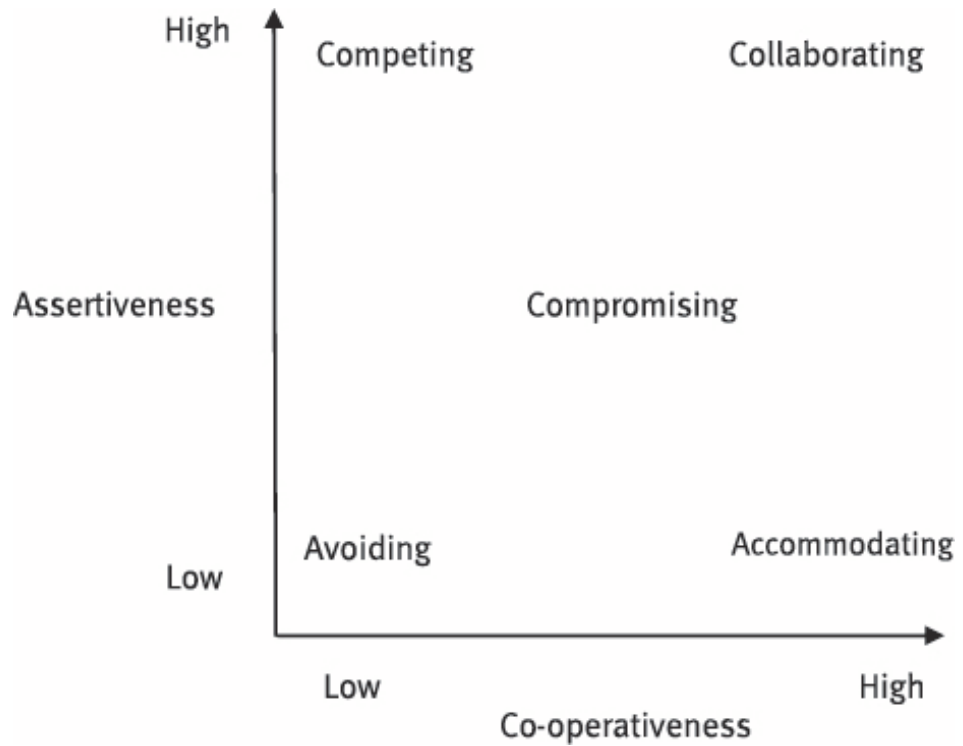 High
Competing
Collaborating
Assertiveness
Compromising
Avoiding
Accommodating
Low
Low
High
Co-operativeness